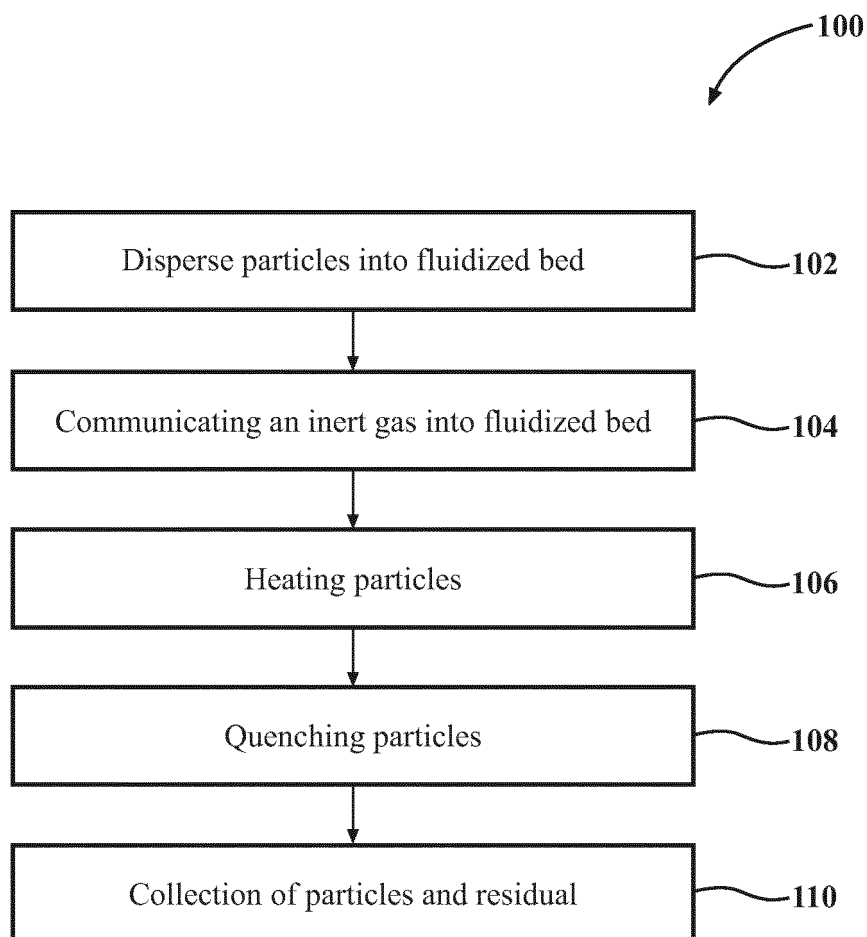 100
Disperse particles into fluidized bed
102
Communicating an inert gas into fluidized bed
104
Heating particles
106
Quenching particles
108
Collection of particles and residual
110